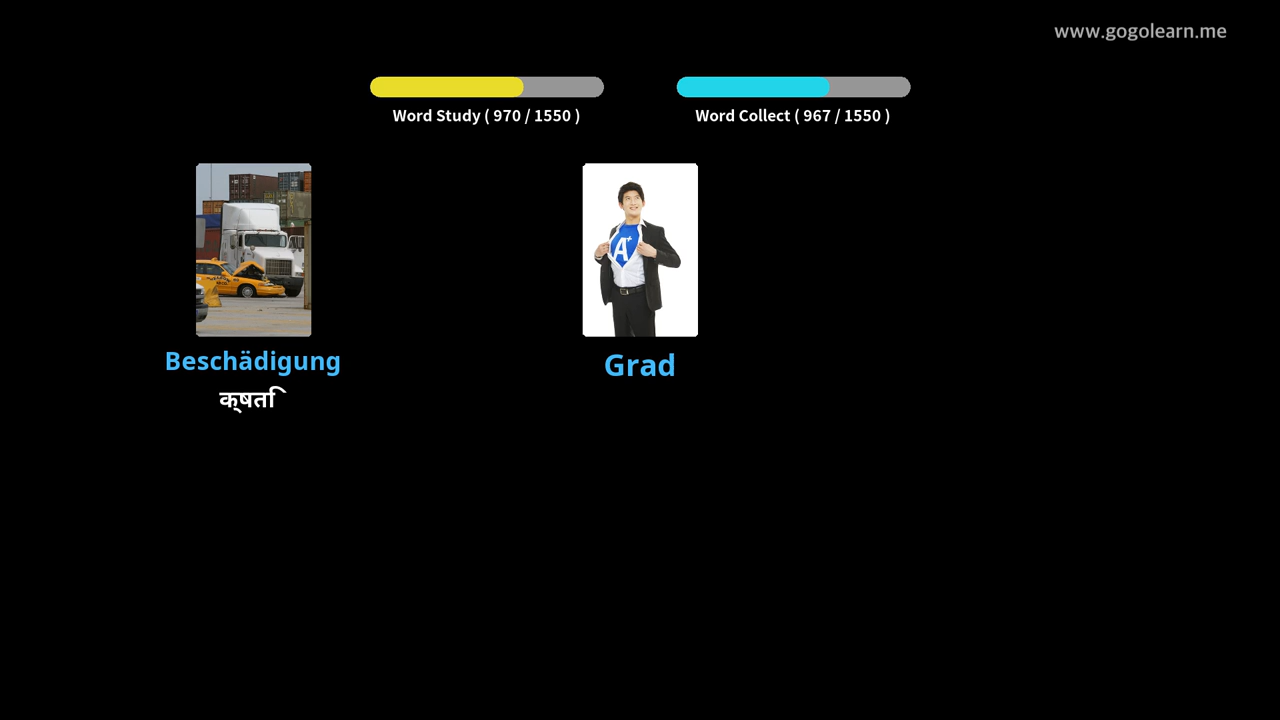 www.gogolearn.me
Word Study ( 970 / 1550 )
Word Collect ( 967 / 1550 )
A+
Beschädigung
Grad
क्षति